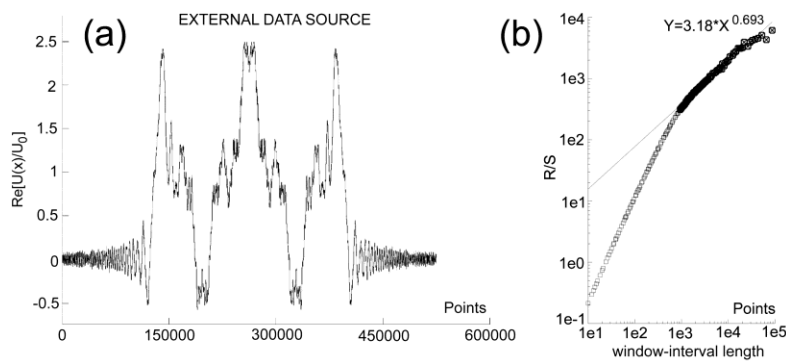 EXTERNAL DATA SOURCE
(a)
2.5
2
1.5
1
0.5
0
-0.5
Re[U(x)/U0]
Points
0 150000 300000 450000 600000
(b)
Y=3.18*X^0.693
1e4
1e3
1e2
1e1
1e0
1e-1
R/S
Points
1e1 1e2 1e3 1e4 1e5
window-interval length